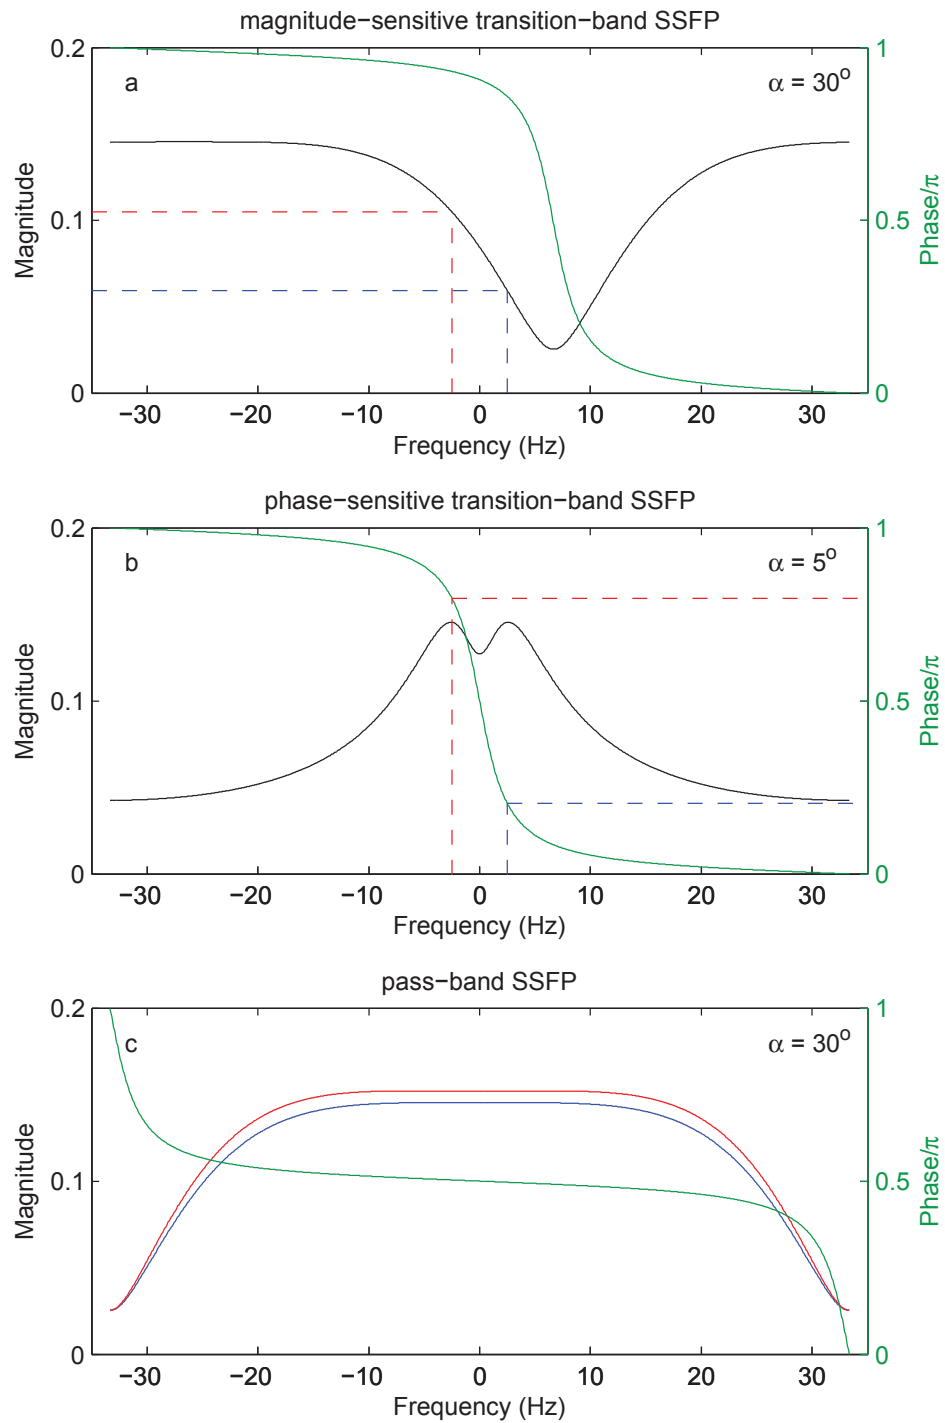 magnitude−sensitive transition−band SSFP
0.2
1
a
α = 30°
Magnitude
0.1
0.5
Phase/π
0
0
−30 −20 −10 0 10 20 30
Frequency (Hz)
phase−sensitive transition−band SSFP
0.2
1
b
α = 5°
Magnitude
0.1
0.5
Phase/π
0
0
−30 −20 −10 0 10 20 30
Frequency (Hz)
pass−band SSFP
0.2
1
c
α = 30°
Magnitude
0.1
0.5
Phase/π
0
0
−30 −20 −10 0 10 20 30
Frequency (Hz)